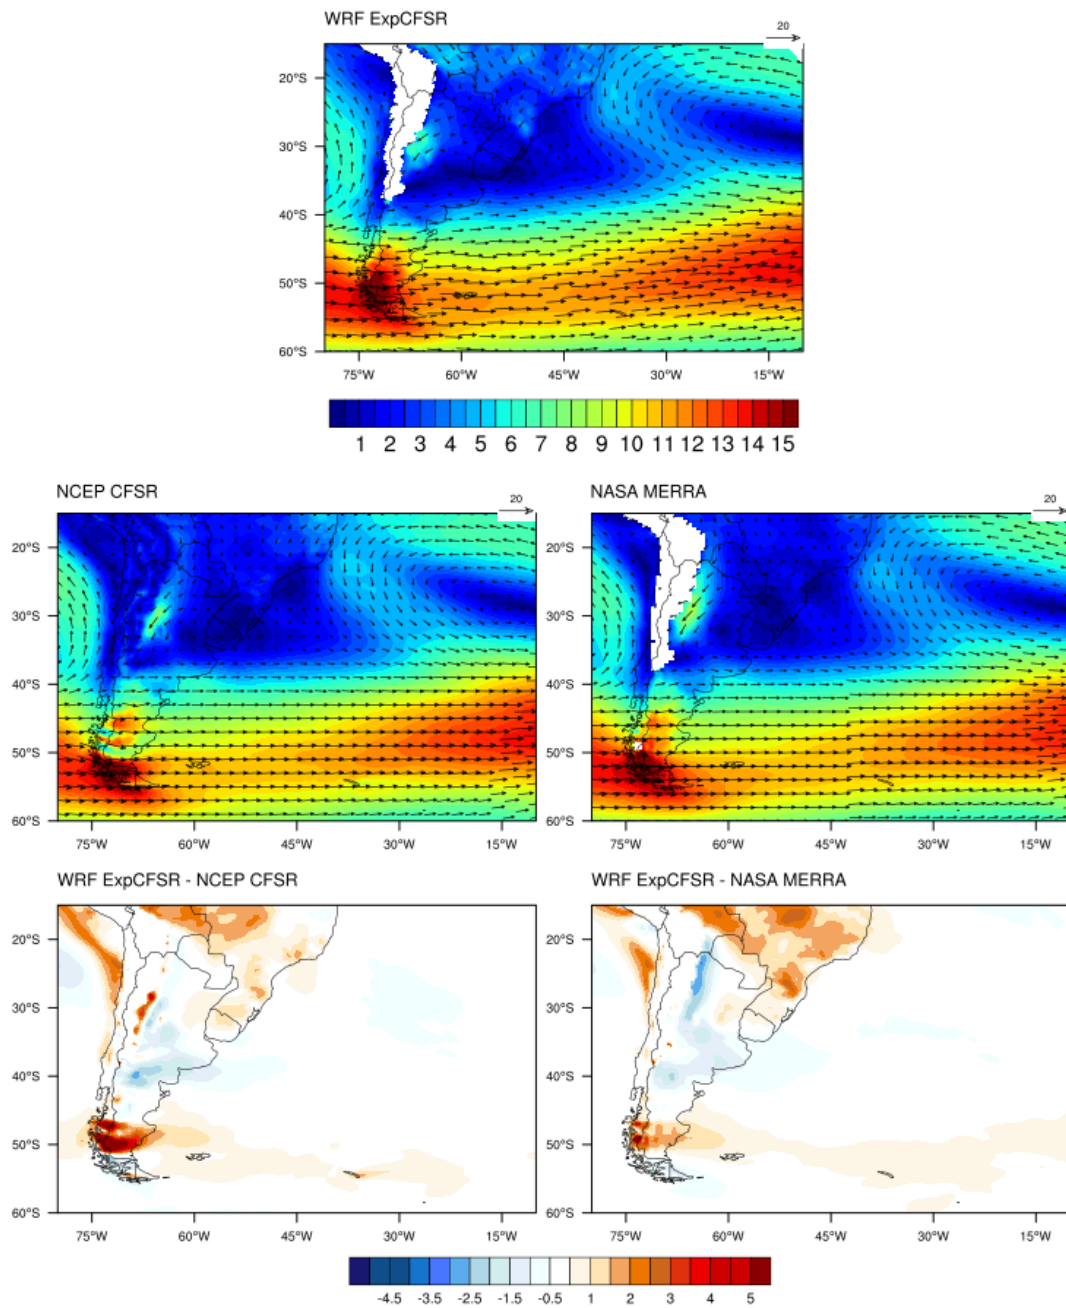 WRF ExpCFSR
20
20°S
30°S
40°S
50°S
60°S
75°W 60°W 45°W 30°W 15°W
1 2 3 4 5 6 7 8 9 10 11 12 13 14 15
NCEP CFSR
20
20°S
30°S
40°S
50°S
60°S
75°W 60°W 45°W 30°W 15°W
NASA MERRA
20
20°S
30°S
40°S
50°S
60°S
75°W 60°W 45°W 30°W 15°W
WRF ExpCFSR - NCEP CFSR
20°S
30°S
40°S
50°S
60°S
75°W 60°W 45°W 30°W 15°W
WRF ExpCFSR - NASA MERRA
20°S
30°S
40°S
50°S
60°S
75°W 60°W 45°W 30°W 15°W
-4.5 -3.5 -2.5 -1.5 -0.5 1 2 3 4 5